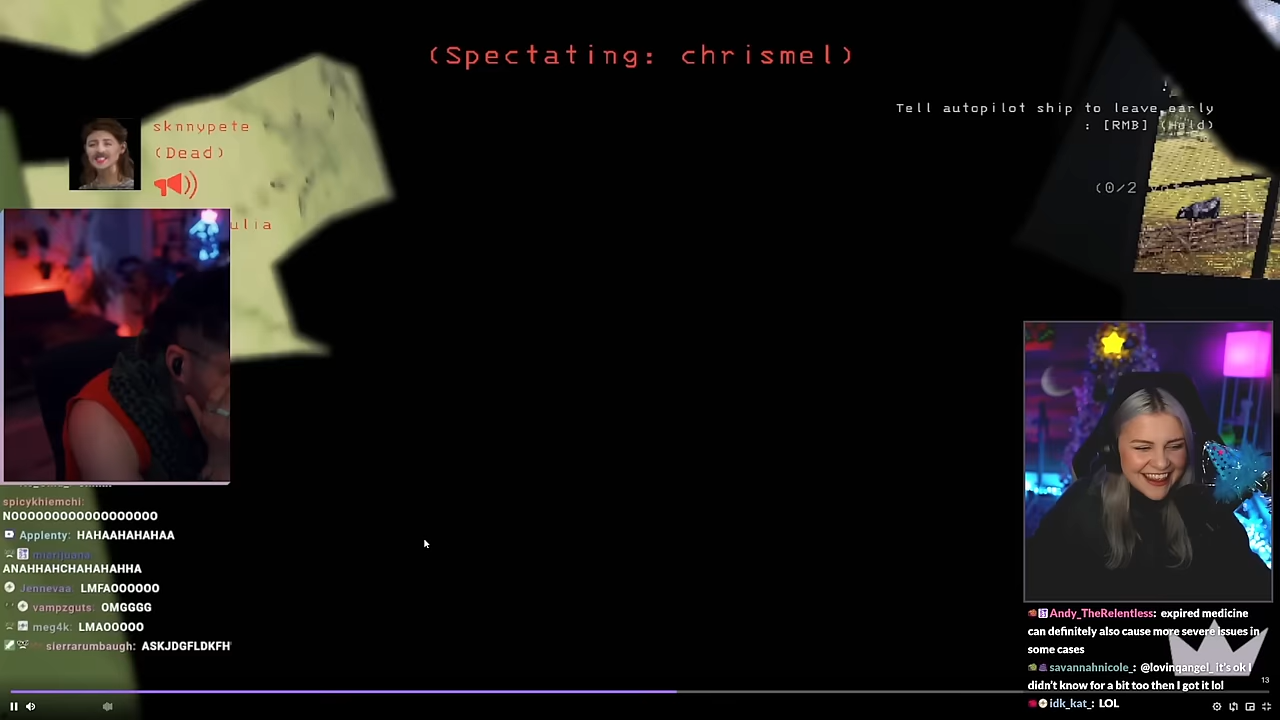 (Spectating: chrismel)
Tell autopilot ship to leave early
: [RMB] (Hold)
(0/2
sknnypete
(Dead)
ulia
spicykhiemchi:
NOOOOOOOOOOOOOOOOOO
Applenty: HAHAAHAHAHAA
ANAHHAHCHAHAHAHHA
Jennevaa: LMFAOOOOOO
vampzguts: OMGGGG
meg4k: LMAOOOOO
sierrarumbaugh: ASKJDGFLDKFH
Andy_TheRelentless: expired medicine
can definitely also cause more severe issues in
some cases
savannahnicole_: @lovingangel_ it's ok I
didn't know for a bit too then I got it lol
idk_kat_: LOL
13